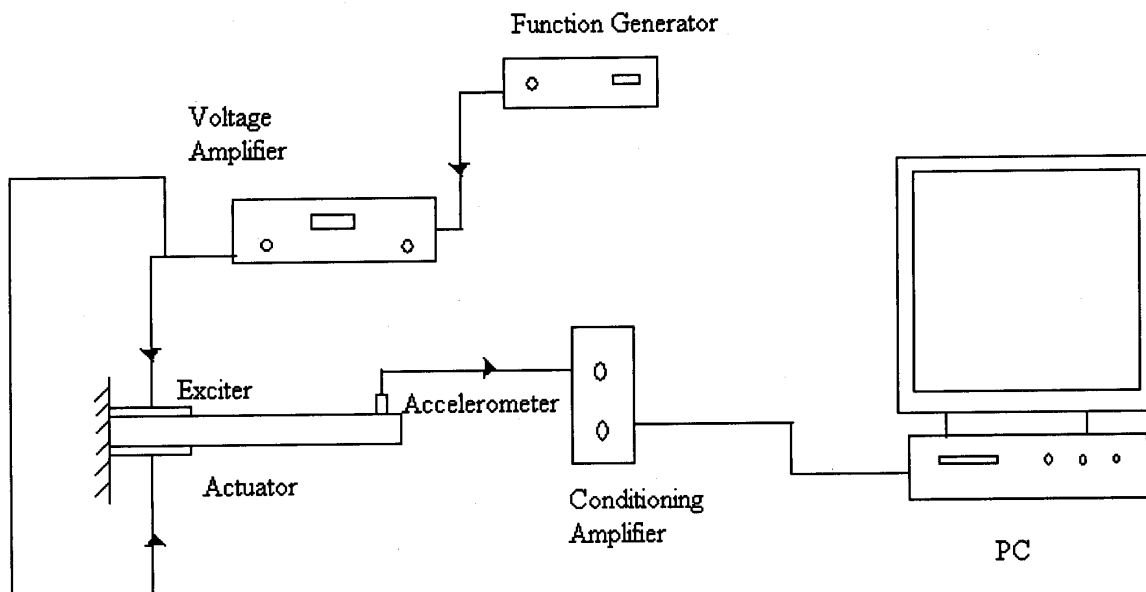 Function Generator
Voltage
Amplifier
Exciter
Accelerometer
Actuator
Conditioning
Amplifier
PC